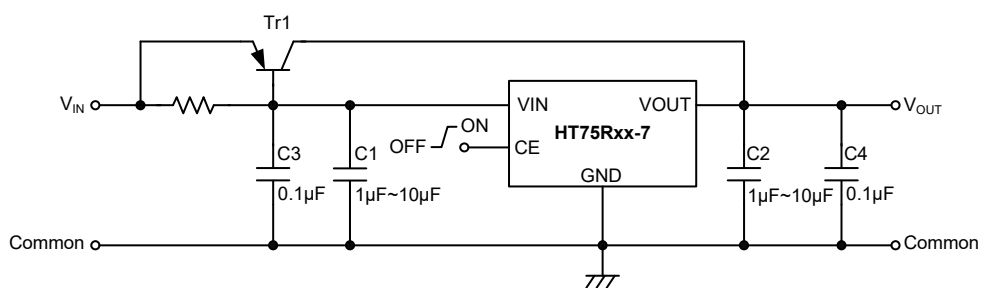 Tr1
VIN
VIN
VOUT
VOUT
HT75Rxx-7
ON
OFF
CE
GND
C3
0.1µF
C1
1µF~10µF
C2
1µF~10µF
C4
0.1µF
Common
Common